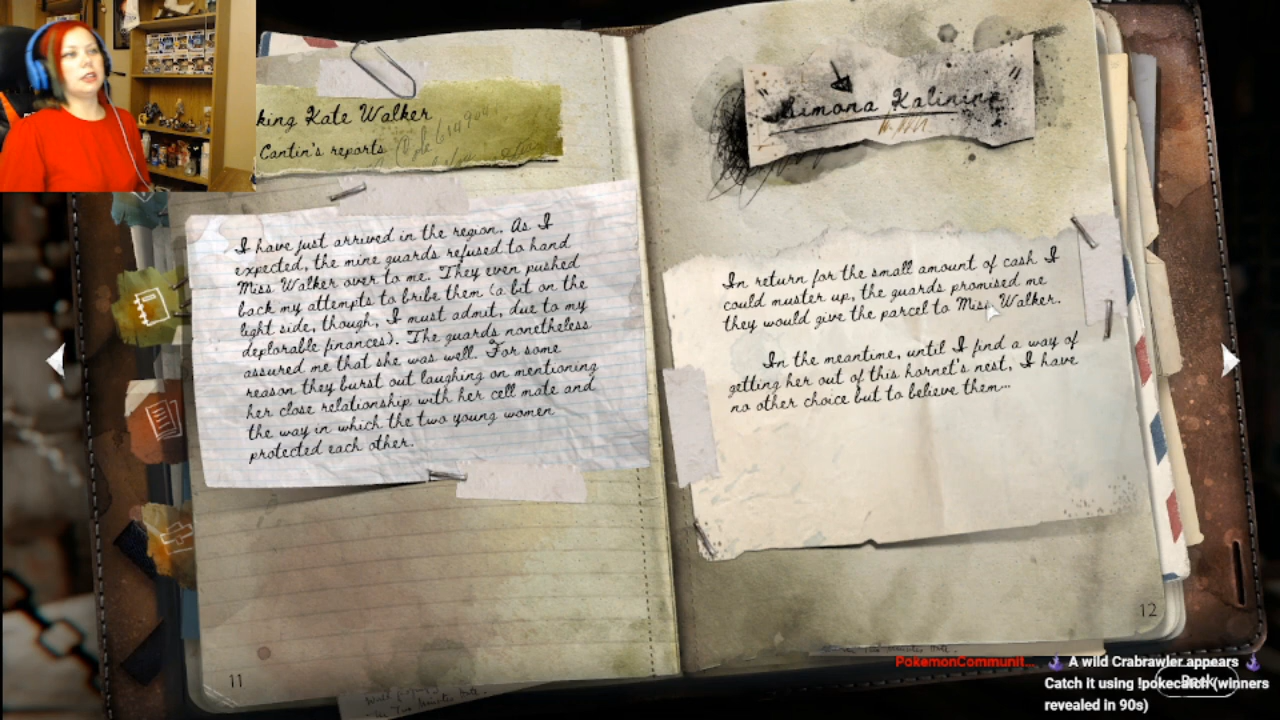 king Kate Walker
Cantin's reports
I have just arrived in the region. As I
expected, the mine guards refused to hand
Miss Walker over to me. They even pushed
back my attempts to bribe them (a bit on the
light side, though, I must admit, due to my
deplorable finances). The guards nonetheless
assured me that she was well. For some
reason they burst out laughing on mentioning
her close relationship with her cell mate and
the way in which the two young women
protected each other.
11
Simona Kalinina
In return for the small amount of cash I
could muster up, the guards promised me
they would give the parcel to Miss Walker.
In the meantime, until I find a way of
getting her out of this hornet's nest, I have
no other choice but to believe them...
12
PokemonCommunit... A wild Crabrawler appears
Catch it using !pokecatch (winners
revealed in 90s)
Back